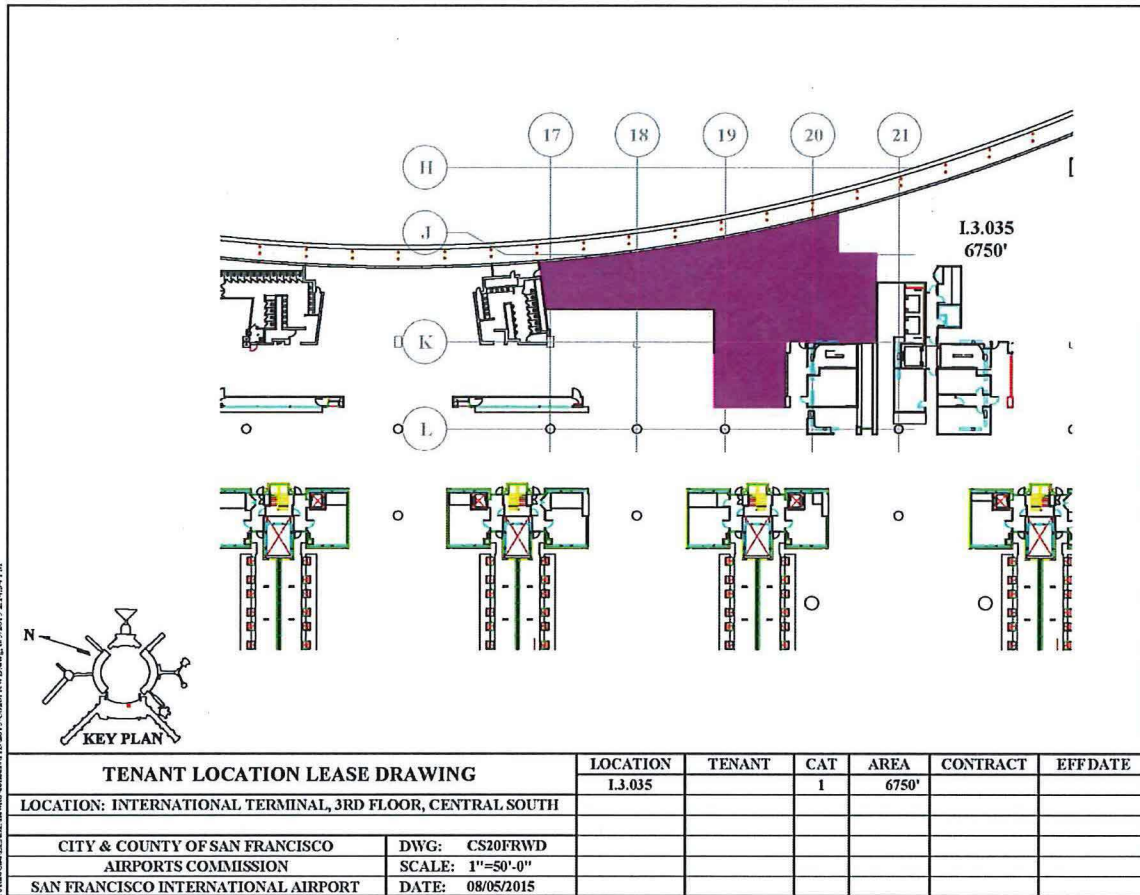 17 18 19 20 21
H
J
I.3.035
6750'
K
L
N
KEY PLAN
TENANT LOCATION LEASE DRAWING
LOCATION TENANT CAT AREA CONTRACT EFFDATE
I.3.035 1 6750'
LOCATION: INTERNATIONAL TERMINAL, 3RD FLOOR, CENTRAL SOUTH
CITY & COUNTY OF SAN FRANCISCO DWG: CS20FRWD
AIRPORTS COMMISSION SCALE: 1"=50'-0"
SAN FRANCISCO INTERNATIONAL AIRPORT DATE: 08/05/2015